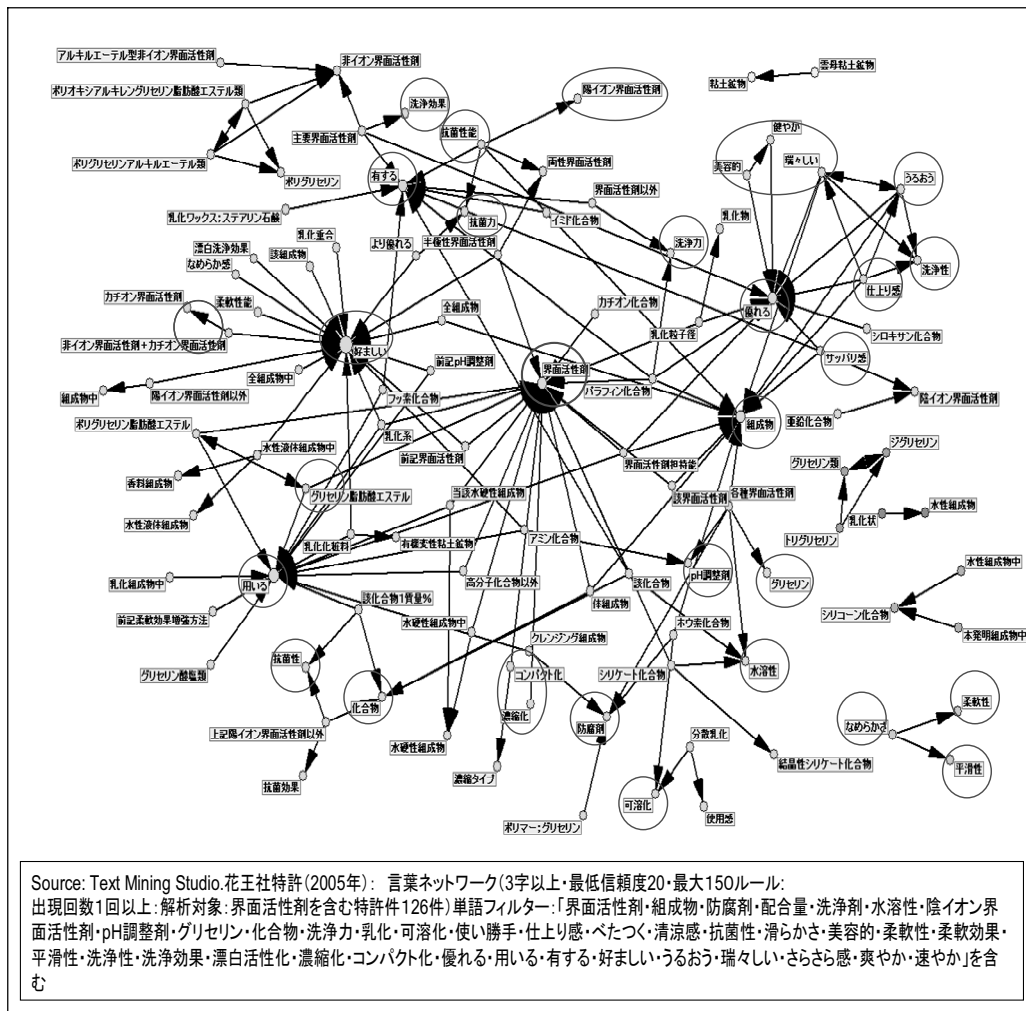 アルキルエーテル型非イオン界面活性剤
非イオン界面活性剤
ポリオキシアルキレングリセリン脂肪酸エステル類
主要界面活性剤
洗浄効果
抗菌性能
陽イオン界面活性剤
粘土鉱物
雲母粘土鉱物
健やか
美容的
瑞々しい
うるおう
ポリグリセリンアルキルエーテル類
ポリグリセリン
有する
両性界面活性剤
界面活性剤以外
乳化物
乳化ワックス:ステアリン石鹸
抗菌力
イミド化合物
より優れる
半極性界面活性剤
洗浄力
洗浄性
仕上り感
乳化重合
漂白洗浄効果
該組成物
なめらか感
カチオン界面活性剤
柔軟性能
全組成物
カチオン化合物
優れる
非イオン界面活性剤+カチオン界面活性剤
好ましい
乳化粒子径
シロキサン化合物
サッパリ感
前記pH調整剤
界面活性剤
全組成物中
組成物中
陽イオン界面活性剤以外
フッ素化合物
パラフィン化合物
陰イオン界面活性剤
組成物
亜鉛化合物
ポリグリセリン脂肪酸エステル
乳化系
水性液体組成物中
前記界面活性剤
界面活性剤担持能
ジグリセリン
グリセリン類
香料組成物
グリセリン脂肪酸エステル
当該水硬性組成物
該界面活性剤
各種界面活性剤
水性液体組成物
乳化状
水性組成物
トリグリセリン
乳化化粧料
有機変性粘土鉱物
アミン化合物
乳化組成物中
用いる
高分子化合物以外
該化合物
pH調整剤
グリセリン
水性組成物中
体組成物
該化合物1質量%
前記柔軟効果増強方法
水硬性組成物中
クレンジング組成物
ホウ素化合物
シリコーン化合物
本発明組成物中
抗菌性
グリセリン酸塩類
コンパクト化
シリケート化合物
水溶性
化合物
濃縮化
防腐剤
柔軟性
なめらかさ
上記陽イオン界面活性剤以外
水硬性組成物
分散乳化
結晶性シリケート化合物
平滑性
抗菌効果
濃縮タイプ
可溶化
使用感
ポリマー:グリセリン
Source: Text Mining Studio.花王社特許(2005年): 言葉ネットワーク(3字以上・最低信頼度20・最大150ルール:
出現回数1回以上:解析対象:界面活性剤を含む特許件126件)単語フィルター:「界面活性剤・組成物・防腐剤・配合量・洗浄剤・水溶性・陰イオン界
面活性剤・pH調整剤・グリセリン・化合物・洗浄力・乳化・可溶化・使い勝手・仕上り感・べたつく・清涼感・抗菌性・滑らかさ・美容的・柔軟性・柔軟効果・
平滑性・洗浄性・洗浄効果・漂白活性化・濃縮化・コンパクト化・優れる・用いる・有する・好ましい・うるおう・瑞々しい・さらさら感・爽やか・速やか」を含
む